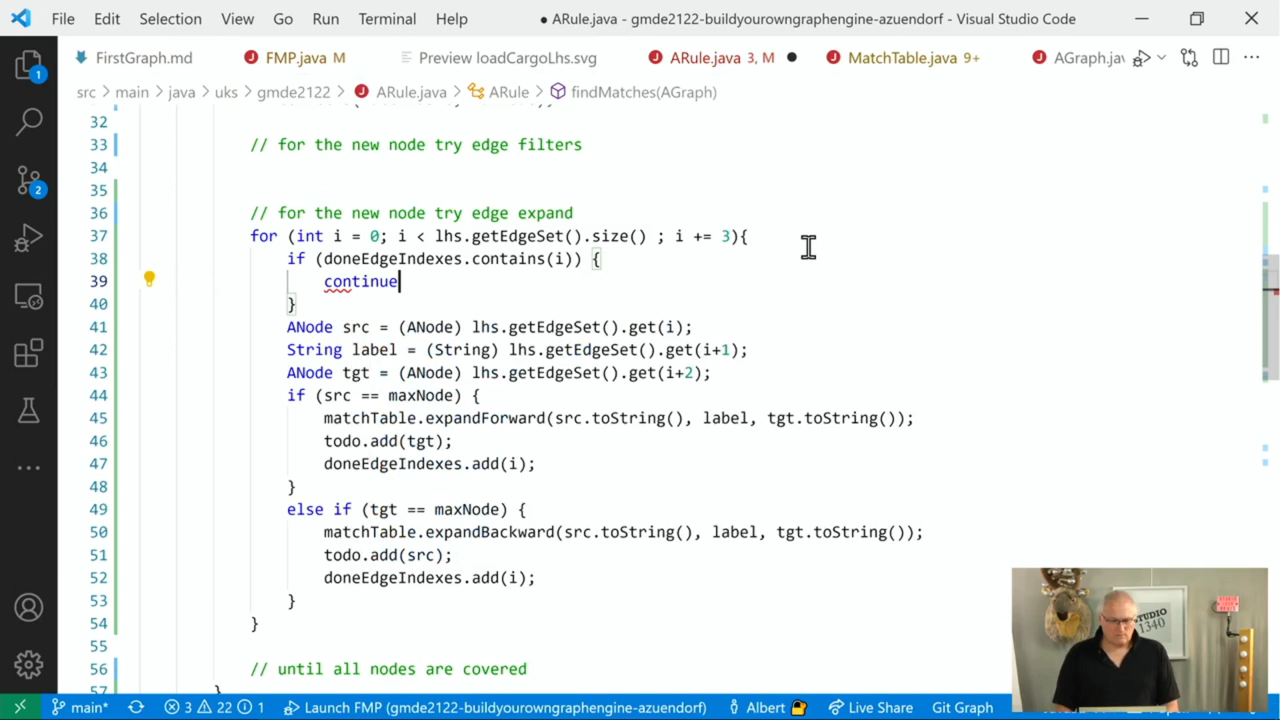 File Edit Selection View Go Run Terminal Help ● ARule.java - gmde2122-buildyourowngraphengine-azuendorf - Visual Studio Code
FirstGraph.md J FMP.java M Preview loadCargoLhs.svg J ARule.java 3, M ● J MatchTable.java 9+ J AGraph.jav ...
src > main > java > uks > gmde2122 > J ARule.java > ARule > findMatches(AGraph)
32
33 // for the new node try edge filters
34
35
36 // for the new node try edge expand
37 for (int i = 0; i < lhs.getEdgeSet().size() ; i += 3){
38 if (doneEdgeIndexes.contains(i)) {
39 continue
40 }
41 ANode src = (ANode) lhs.getEdgeSet().get(i);
42 String label = (String) lhs.getEdgeSet().get(i+1);
43 ANode tgt = (ANode) lhs.getEdgeSet().get(i+2);
44 if (src == maxNode) {
45 matchTable.expandForward(src.toString(), label, tgt.toString());
46 todo.add(tgt);
47 doneEdgeIndexes.add(i);
48 }
49 else if (tgt == maxNode) {
50 matchTable.expandBackward(src.toString(), label, tgt.toString());
51 todo.add(src);
52 doneEdgeIndexes.add(i);
53 }
54 }
55
56 // until all nodes are covered
57 }
1
2
STUDIO
1340
main* 3 22 1 Launch FMP (gmde2122-buildyourowngraphengine-azuendorf) Albert Live Share Git Graph